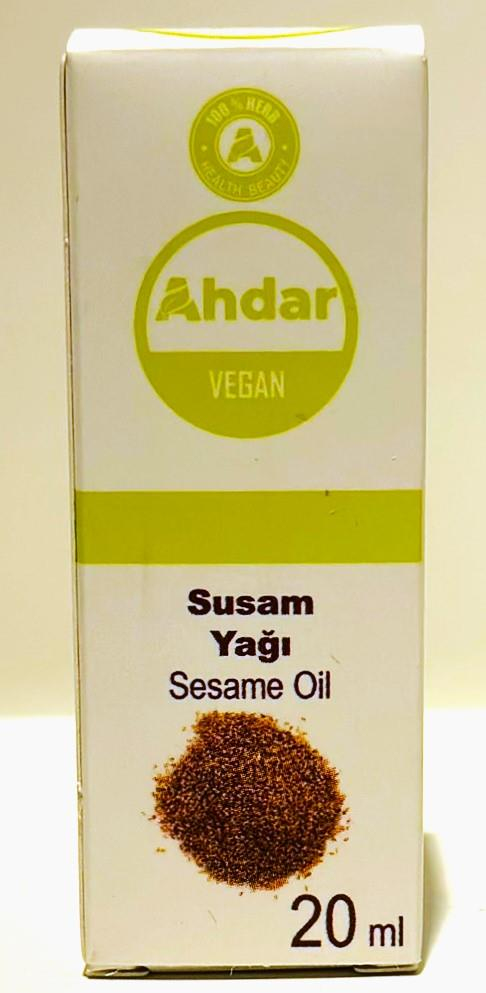 100 % HERB
A
HEALTH BEAUTY
Ahdar
VEGAN
Susam
Yağı
Sesame Oil
20 ml